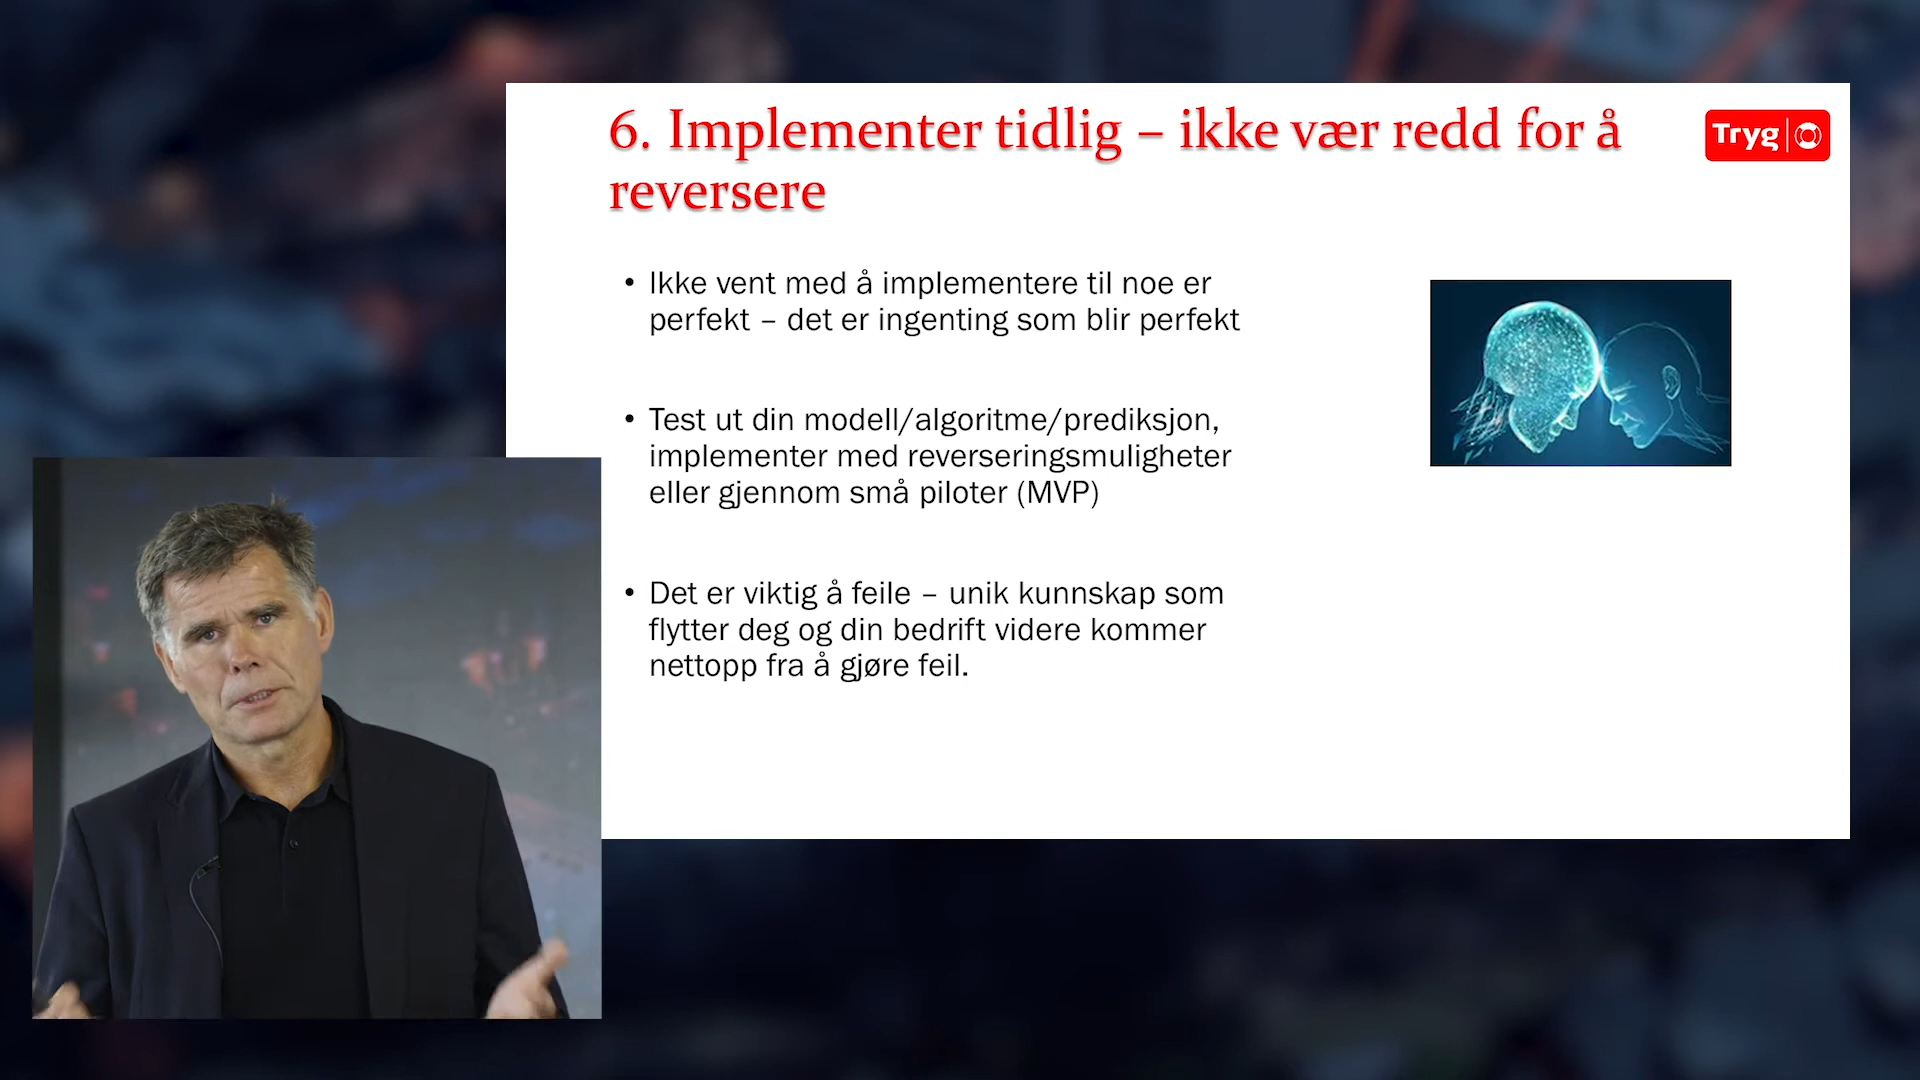 6. Implementer tidlig – ikke vær redd for å
reversere
Tryg
• Ikke vent med å implementere til noe er
perfekt – det er ingenting som blir perfekt
• Test ut din modell/algoritme/prediksjon,
implementer med reverseringsmuligheter
eller gjennom små piloter (MVP)
• Det er viktig å feile – unik kunnskap som
flytter deg og din bedrift videre kommer
nettopp fra å gjøre feil.